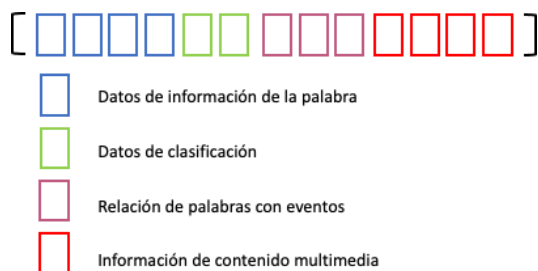 Datos de información de la palabra
Datos de clasificación
Relación de palabras con eventos
Información de contenido multimedia